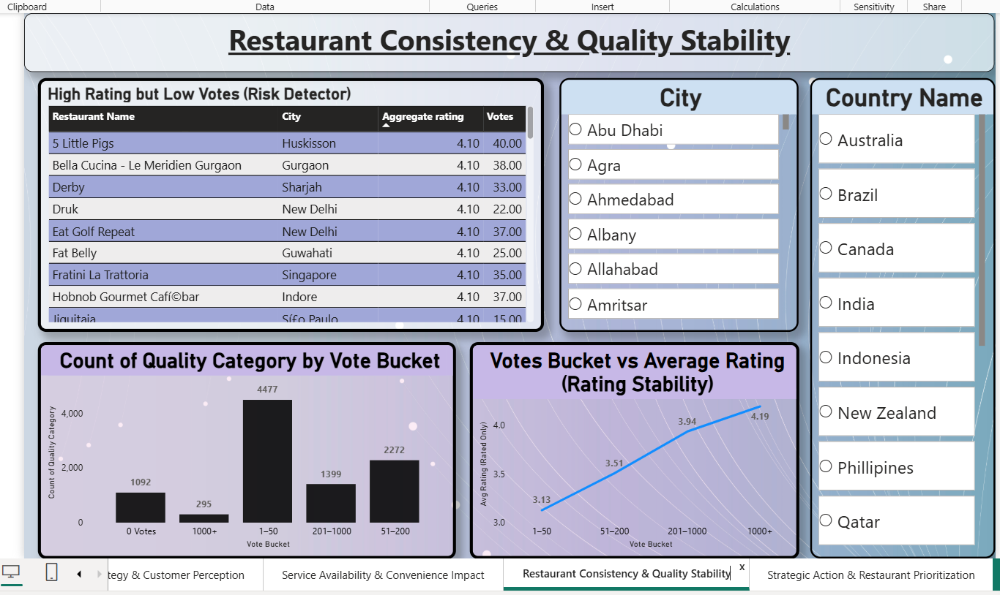 Clipboard Data Queries Insert Calculations Sensitivity Share
Restaurant Consistency & Quality Stability
High Rating but Low Votes (Risk Detector)
Restaurant Name City Aggregate rating Votes
5 Little Pigs Huskisson 4.10 40.00
Bella Cucina - Le Meridien Gurgaon Gurgaon 4.10 38.00
Derby Sharjah 4.10 33.00
Druk New Delhi 4.10 22.00
Eat Golf Repeat New Delhi 4.10 37.00
Fat Belly Guwahati 4.10 25.00
Fratini La Trattoria Singapore 4.10 35.00
Hobnob Gourmet Cafí©bar Indore 4.10 37.00
Jiquitaia Sí£o Paulo 4.10 15.00
City
Abu Dhabi
Agra
Ahmedabad
Albany
Allahabad
Amritsar
Country Name
Australia
Brazil
Canada
India
Indonesia
New Zealand
Phillipines
Qatar
Count of Quality Category by Vote Bucket
Count of Quality Category
4,000
2,000
0
1092
295
4477
1399
2272
0 Votes 1000+ 1–50 201–1000 51–200
Vote Bucket
Votes Bucket vs Average Rating
(Rating Stability)
Avg Rating (Rated Only)
4.0
3.5
3.0
3.13
3.51
3.94
4.19
1–50 51–200 201–1000 1000+
Vote Bucket
tegy & Customer Perception Service Availability & Convenience Impact Restaurant Consistency & Quality Stability x Strategic Action & Restaurant Prioritization